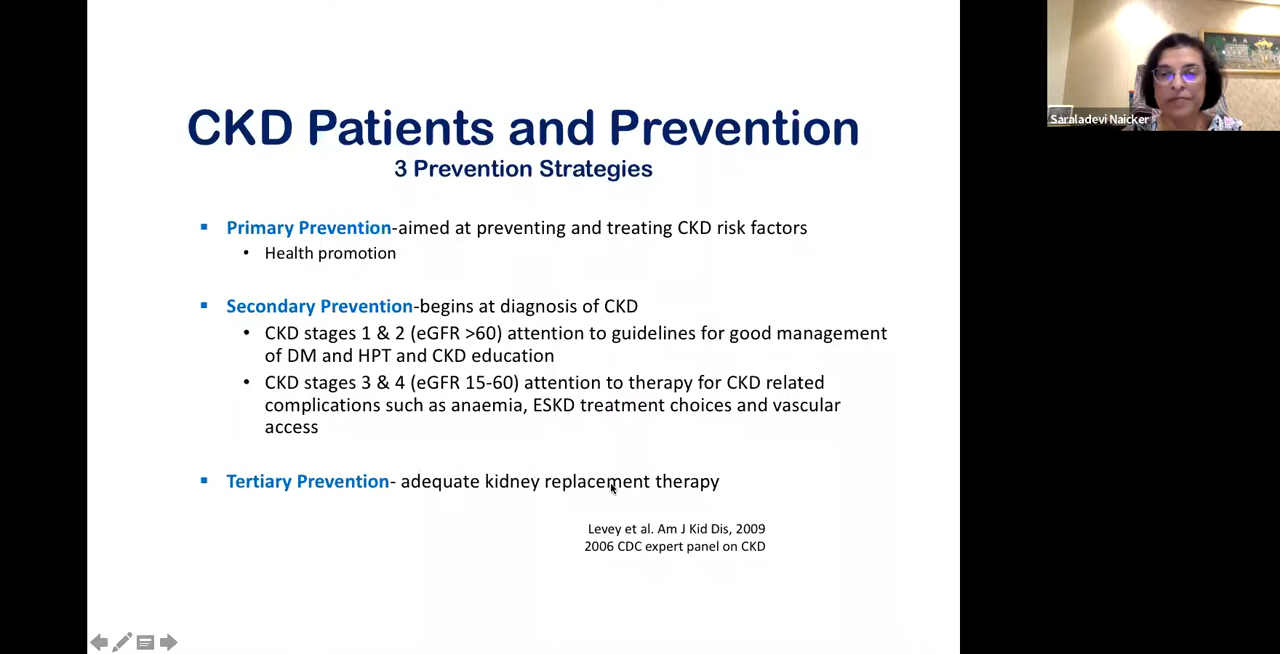 CKD Patients and Prevention
3 Prevention Strategies
▪ Primary Prevention-aimed at preventing and treating CKD risk factors
• Health promotion
▪ Secondary Prevention-begins at diagnosis of CKD
• CKD stages 1 & 2 (eGFR >60) attention to guidelines for good management
of DM and HPT and CKD education
• CKD stages 3 & 4 (eGFR 15-60) attention to therapy for CKD related
complications such as anaemia, ESKD treatment choices and vascular
access
▪ Tertiary Prevention- adequate kidney replacement therapy
Levey et al. Am J Kid Dis, 2009
2006 CDC expert panel on CKD
Saraladevi Naicker